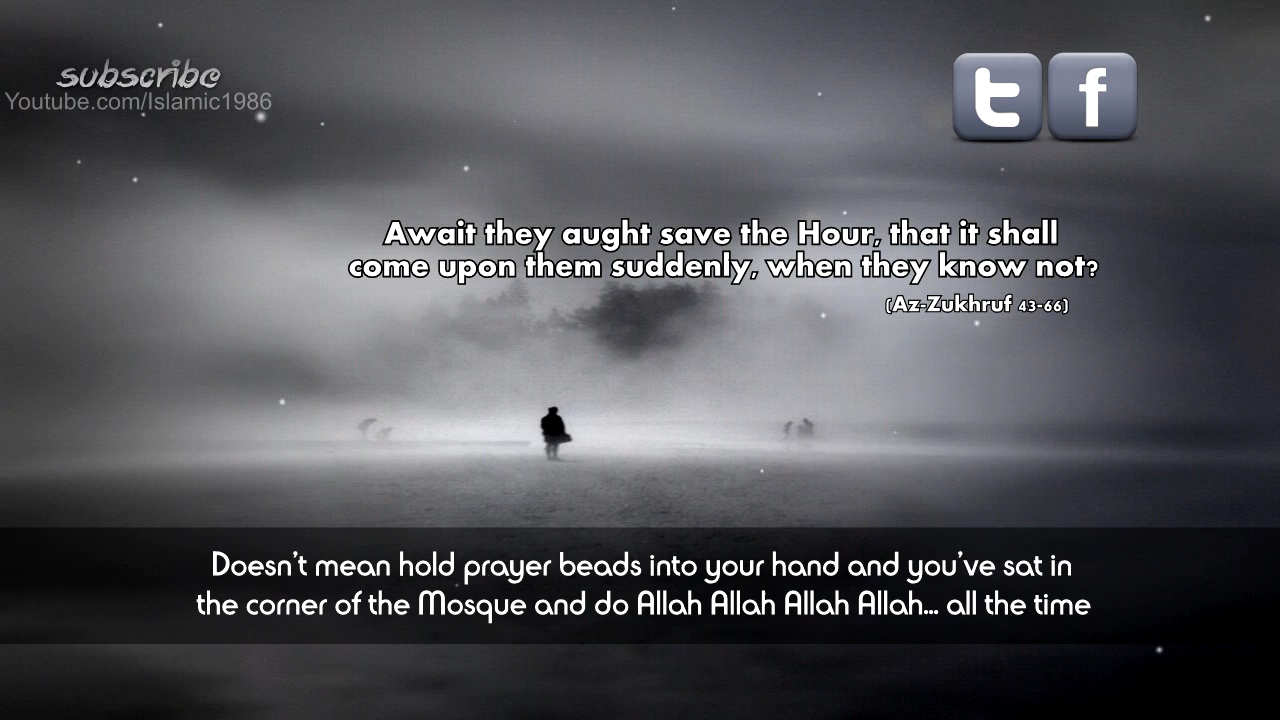 subscribe
Youtube.com/Islamic1986
t f
Await they aught save the Hour, that it shall
come upon them suddenly, when they know not?
(Az-Zukhruf 43-66)
Doesn't mean hold prayer beads into your hand and you've sat in
the corner of the Mosque and do Allah Allah Allah Allah... all the time